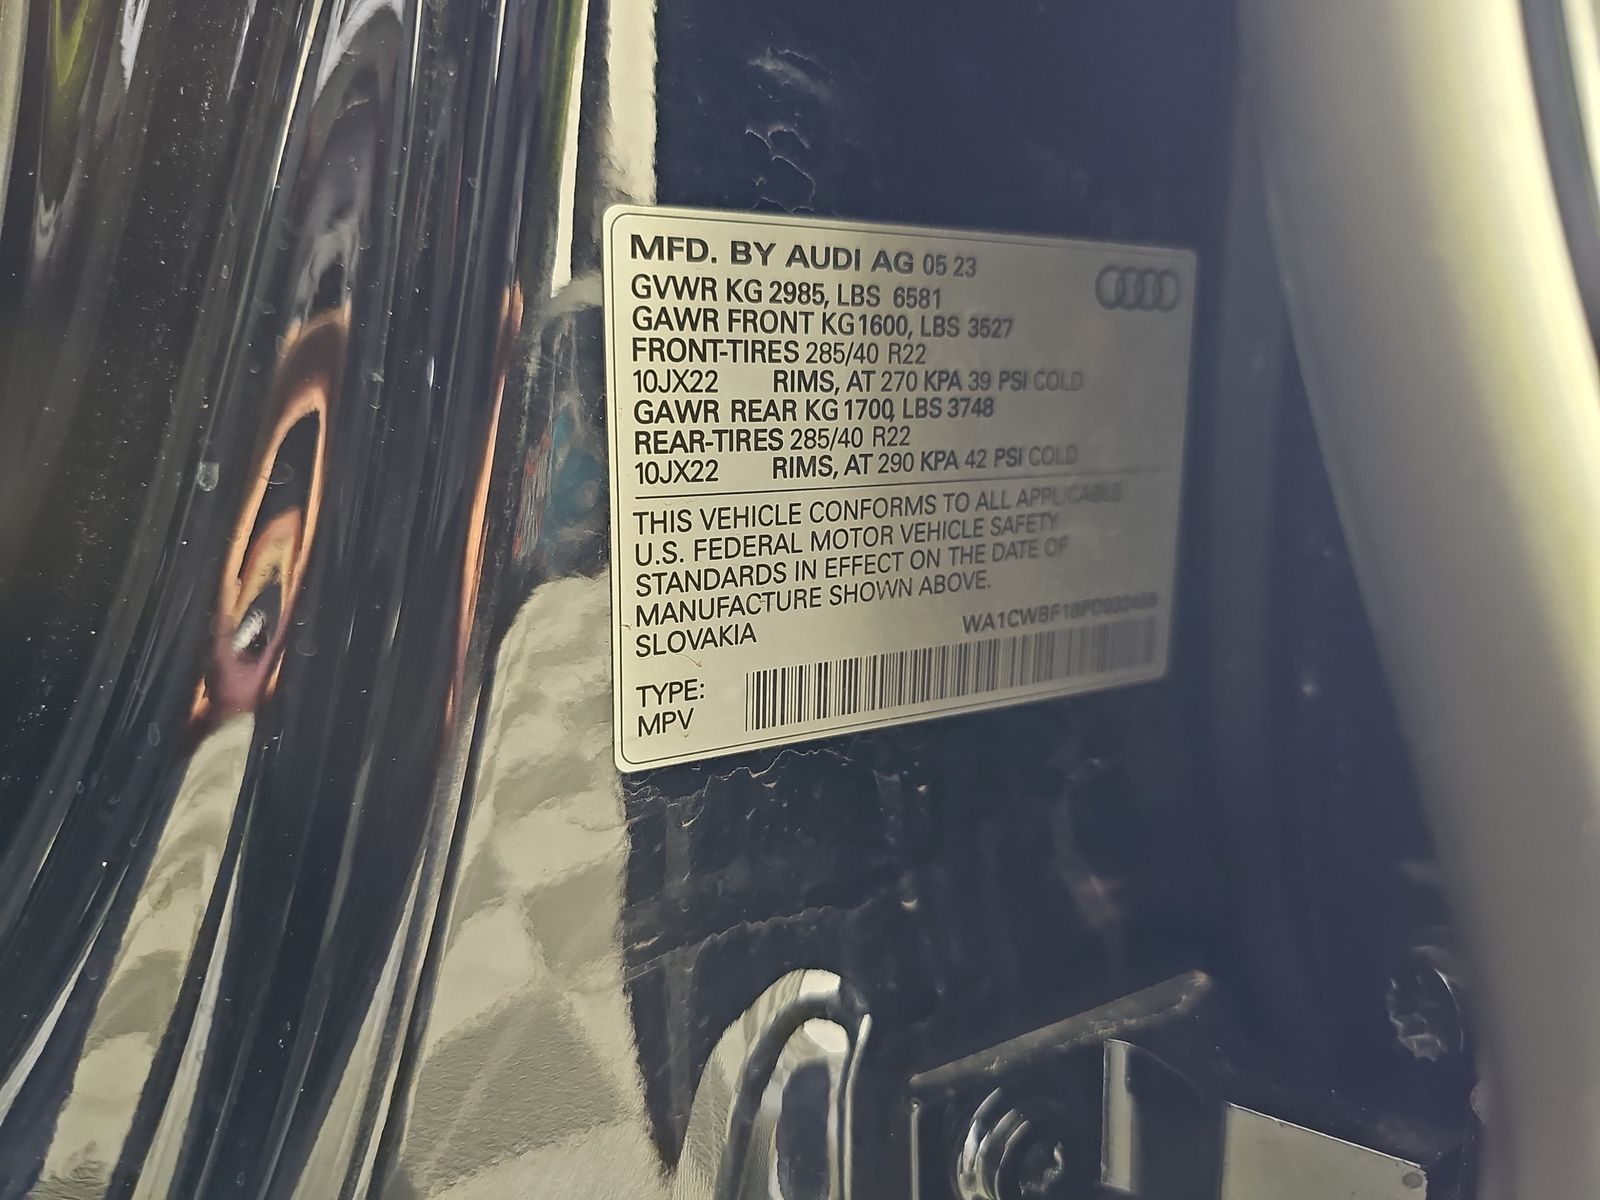 MFD. BY AUDI AG 05 23
GVWR KG 2985, LBS 6581
GAWR FRONT KG 1600, LBS 3527
FRONT-TIRES 285/40 R22
10JX22 RIMS, AT 270 KPA 39 PSI COLD
GAWR REAR KG 1700, LBS 3748
REAR-TIRES 285/40 R22
10JX22 RIMS, AT 290 KPA 42 PSI COLD
THIS VEHICLE CONFORMS TO ALL APPLICABLE
U.S. FEDERAL MOTOR VEHICLE SAFETY
STANDARDS IN EFFECT ON THE DATE OF
MANUFACTURE SHOWN ABOVE.
SLOVAKIA
TYPE:
MPV